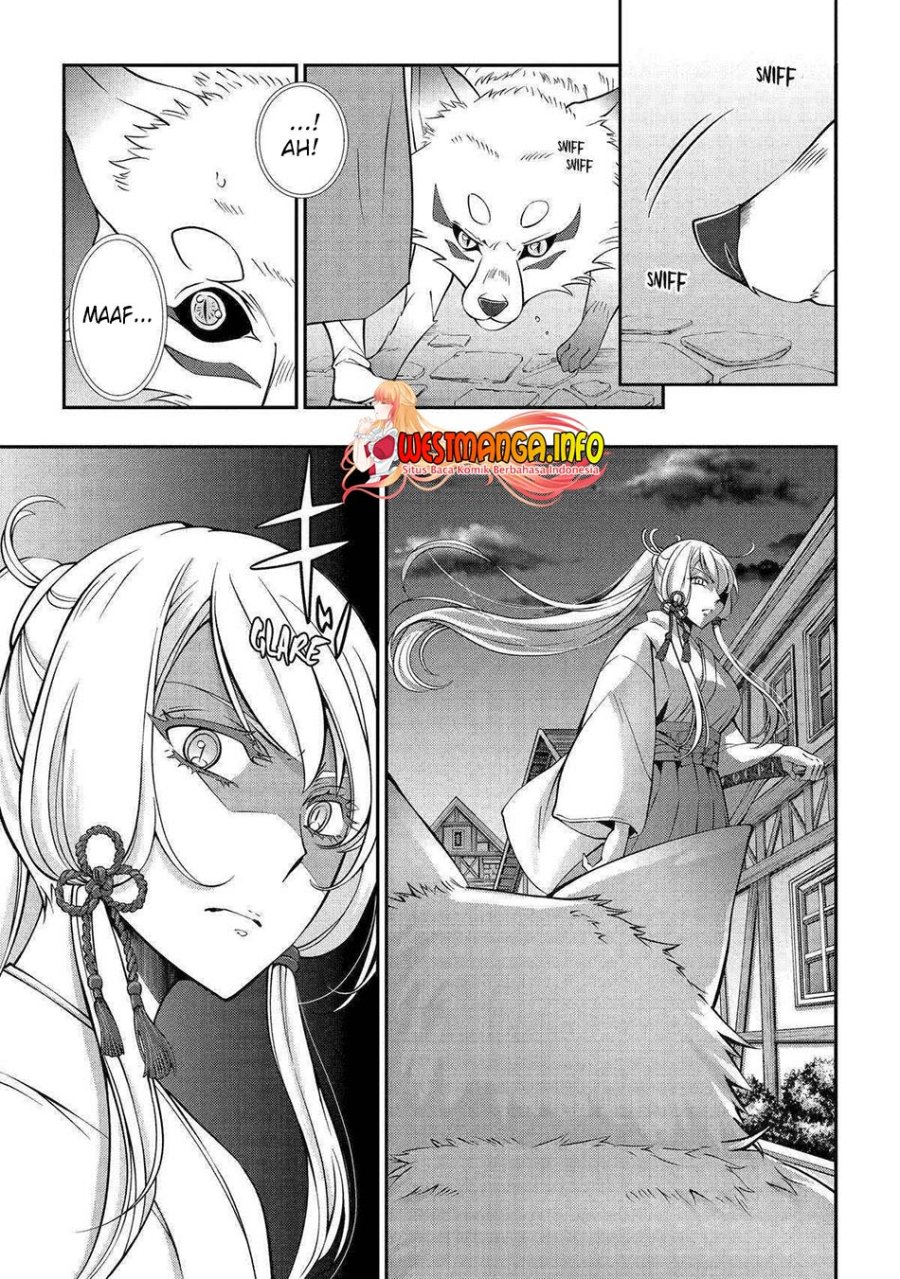 SNIFF
SNIFF
SNIFF
SNIFF
...!
AH!
MAAF...
WESTMANGA.INFO
Situs Baca Komik Berbahasa Indonesia
GLARE